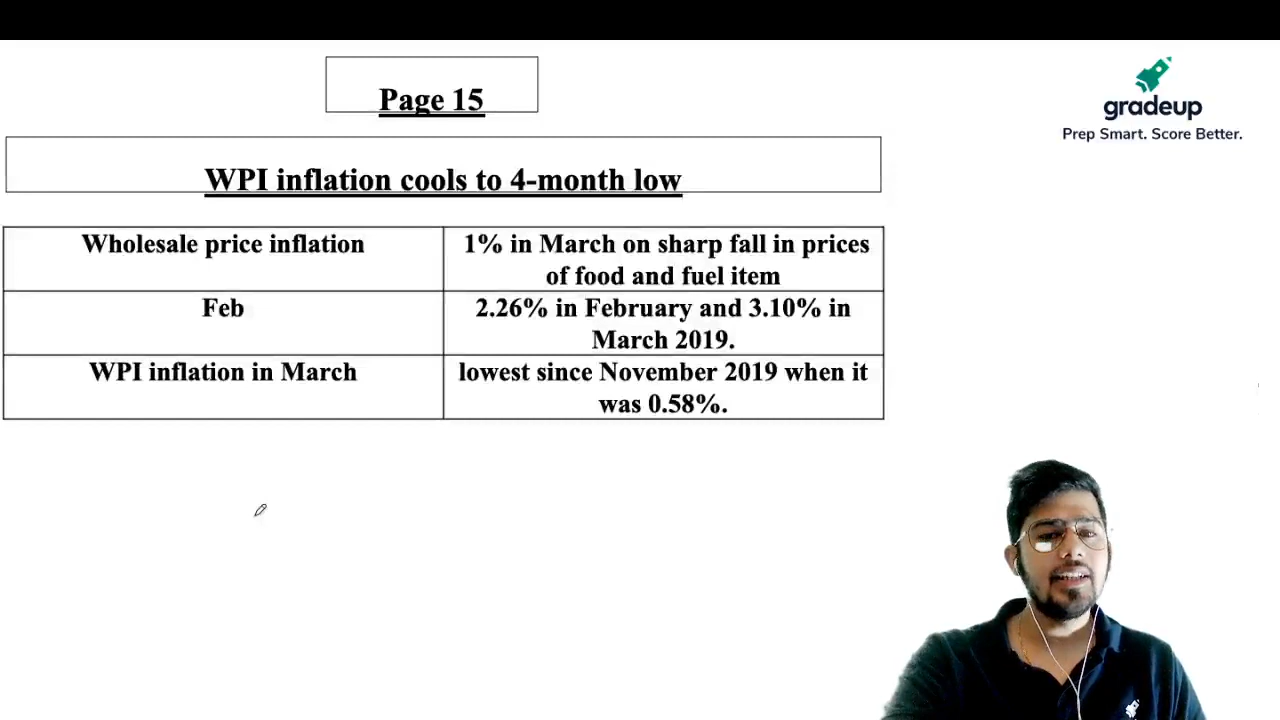 Page 15
gradeup
Prep Smart. Score Better.
WPI inflation cools to 4-month low
Wholesale price inflation
1% in March on sharp fall in prices
of food and fuel item
Feb
2.26% in February and 3.10% in
March 2019.
WPI inflation in March
lowest since November 2019 when it
was 0.58%.